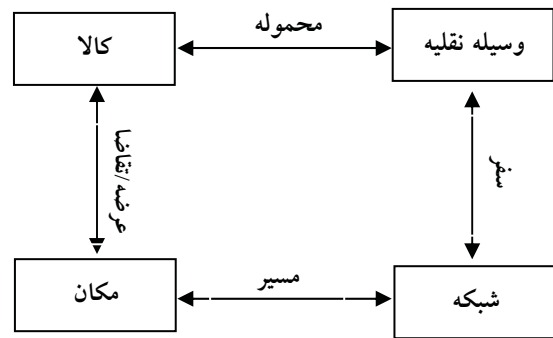 وسیله نقلیه
محموله
کالا
سفر
عرضه/تقاضا
شبکه
مسیر
مکان